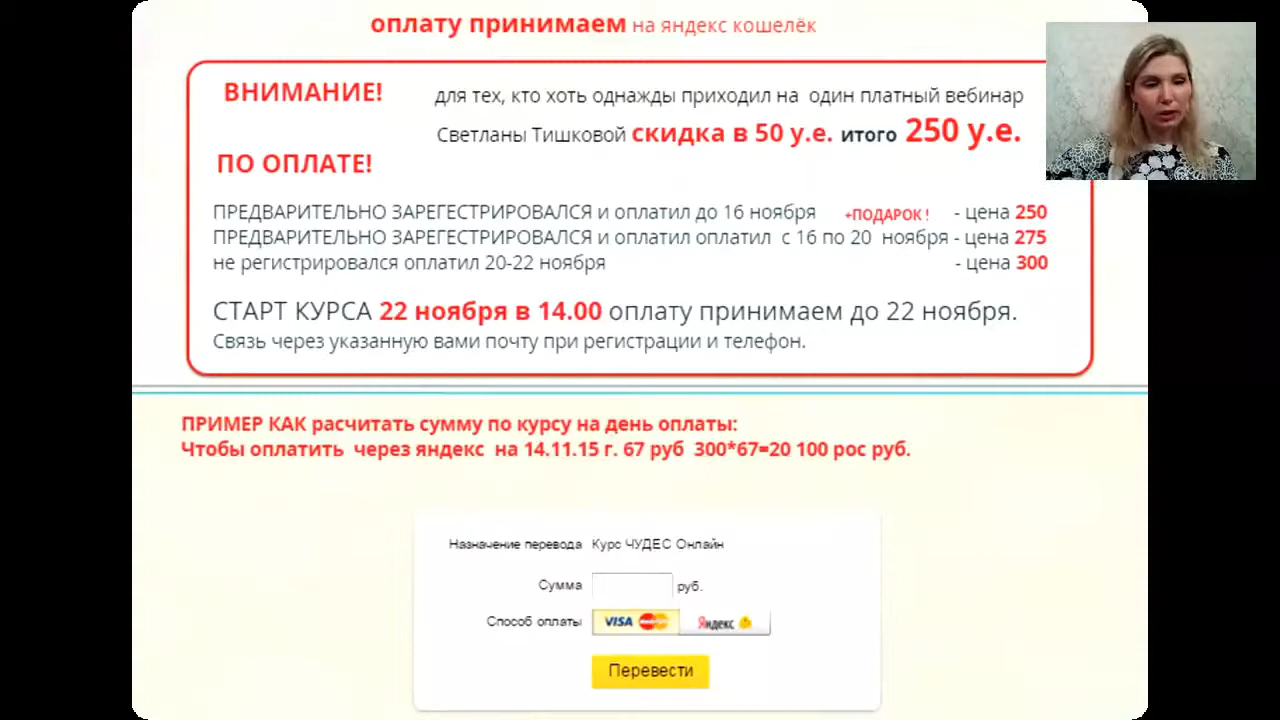 оплату принимаем на яндекс кошелёк
ВНИМАНИЕ!
для тех, кто хоть однажды приходил на один платный вебинар
Светланы Тишковой скидка в 50 у.е. итого 250 у.е.
ПО ОПЛАТЕ!
ПРЕДВАРИТЕЛЬНО ЗАРЕГЕСТРИРОВАЛСЯ и оплатил до 16 ноября +ПОДАРОК ! - цена 250
ПРЕДВАРИТЕЛЬНО ЗАРЕГЕСТРИРОВАЛСЯ и оплатил оплатил с 16 по 20 ноября - цена 275
не регистрировался оплатил 20-22 ноября - цена 300
СТАРТ КУРСА 22 ноября в 14.00 оплату принимаем до 22 ноября.
Связь через указанную вами почту при регистрации и телефон.
ПРИМЕР КАК расчитать сумму по курсу на день оплаты:
Чтобы оплатить через яндекс на 14.11.15 г. 67 руб 300*67=20 100 рос руб.
Назначение перевода Курс ЧУДЕС Онлайн
Сумма руб.
Способ оплаты VISA MasterCard Яндекс
Перевести